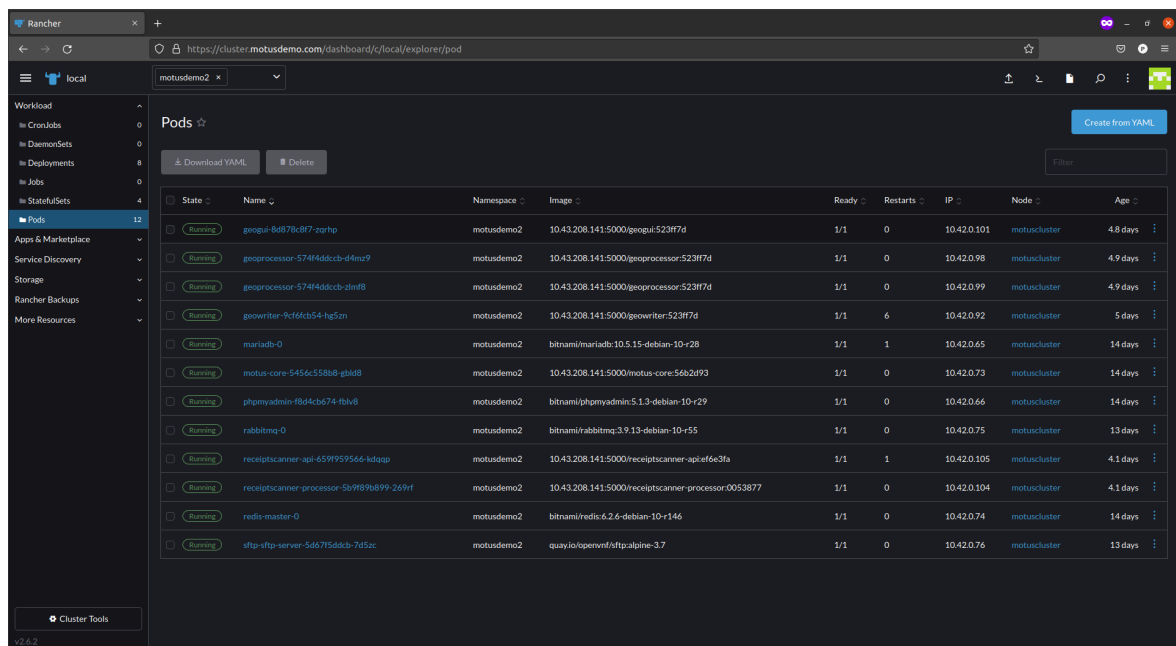 Rancher
https://cluster.motusdemo.com/dashboard/c/local/explorer/pod
local
motusdemo2
Workload
CronJobs 0
DaemonSets 0
Deployments 8
Jobs 0
StatefulSets 4
Pods 12
Apps & Marketplace
Service Discovery
Storage
Rancher Backups
More Resources
Cluster Tools
v2.6.2
Pods
Create from YAML
Download YAML Delete
Filter
State Name Namespace Image Ready Restarts IP Node Age
Running geogui-8d878c8f7-zqrhp motusdemo2 10.43.208.141:5000/geogui:523ff7d 1/1 0 10.42.0.101 motuscluster 4.8 days
Running geoprocessor-574f4ddccb-d4mz9 motusdemo2 10.43.208.141:5000/geoprocessor:523ff7d 1/1 0 10.42.0.98 motuscluster 4.9 days
Running geoprocessor-574f4ddccb-zlmf8 motusdemo2 10.43.208.141:5000/geoprocessor:523ff7d 1/1 0 10.42.0.99 motuscluster 4.9 days
Running geowriter-9cf6fcb54-hg5zn motusdemo2 10.43.208.141:5000/geowriter:523ff7d 1/1 6 10.42.0.92 motuscluster 5 days
Running mariadb-0 motusdemo2 bitnami/mariadb:10.5.15-debian-10-r28 1/1 1 10.42.0.65 motuscluster 14 days
Running motus-core-5456c558b8-gbld8 motusdemo2 10.43.208.141:5000/motus-core:56b2d93 1/1 0 10.42.0.73 motuscluster 14 days
Running phpmyadmin-f8d4cb674-fblv8 motusdemo2 bitnami/phpmyadmin:5.1.3-debian-10-r29 1/1 0 10.42.0.66 motuscluster 14 days
Running rabbitmq-0 motusdemo2 bitnami/rabbitmq:3.9.13-debian-10-r55 1/1 0 10.42.0.75 motuscluster 13 days
Running receiptscanner-api-659f959566-kdqqp motusdemo2 10.43.208.141:5000/receiptscanner-api:ef6e3fa 1/1 1 10.42.0.105 motuscluster 4.1 days
Running receiptscanner-processor-5b9f89b899-269rf motusdemo2 10.43.208.141:5000/receiptscanner-processor:0053877 1/1 0 10.42.0.104 motuscluster 4.1 days
Running redis-master-0 motusdemo2 bitnami/redis:6.2.6-debian-10-r146 1/1 0 10.42.0.74 motuscluster 14 days
Running sftp-sftp-server-5d67f5ddcb-7d5zc motusdemo2 quay.io/openvnf/sftp:alpine-3.7 1/1 0 10.42.0.76 motuscluster 13 days